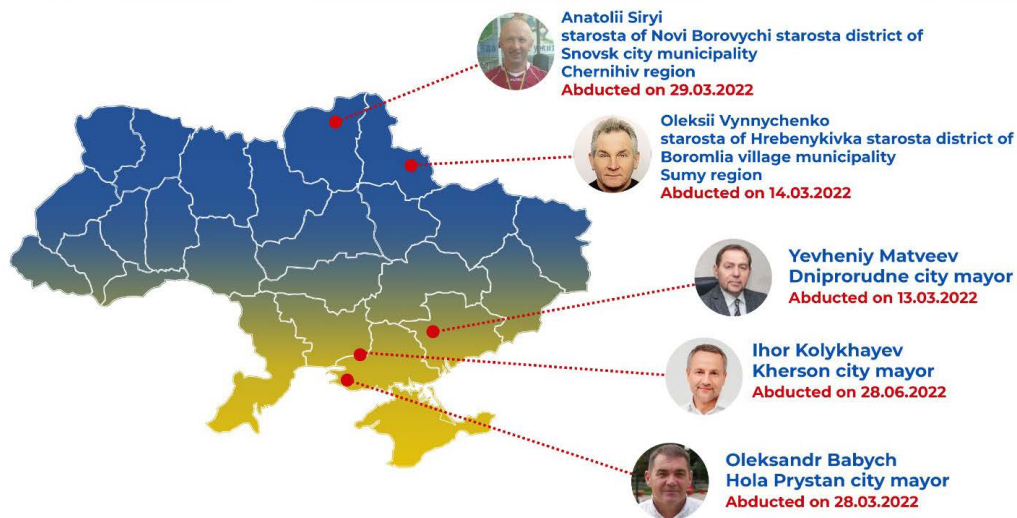 Anatolii Siryi
starosta of Novi Borovychi starosta district of
Snovsk city municipality
Chernihiv region
Abducted on 29.03.2022
Oleksii Vynnychenko
starosta of Hrebenykivka starosta district of
Boromlia village municipality
Sumy region
Abducted on 14.03.2022
Yevheniy Matveev
Dniprorudne city mayor
Abducted on 13.03.2022
Ihor Kolykhayev
Kherson city mayor
Abducted on 28.06.2022
Oleksandr Babych
Hola Prystan city mayor
Abducted on 28.03.2022